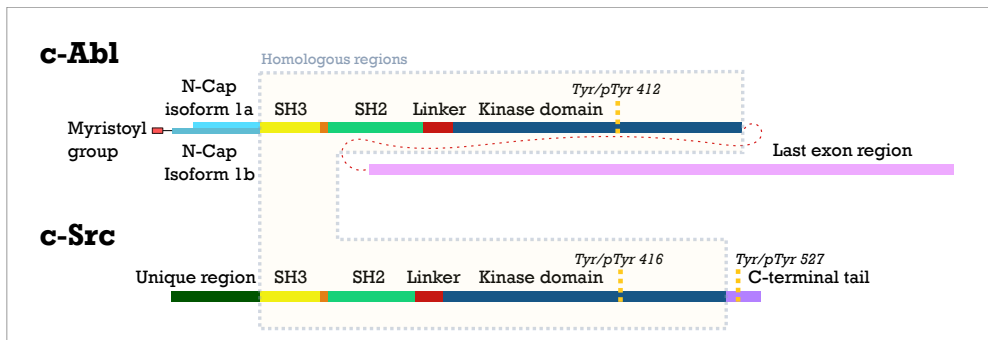 c-Abl
Homologous regions
N-Cap
isoform 1a
SH3
SH2
Linker
Kinase domain
Tyr/pTyr 412
Myristoyl
group
N-Cap
Isoform 1b
Last exon region
c-Src
Unique region
SH3
SH2
Linker
Kinase domain
Tyr/pTyr 416
Tyr/pTyr 527
C-terminal tail